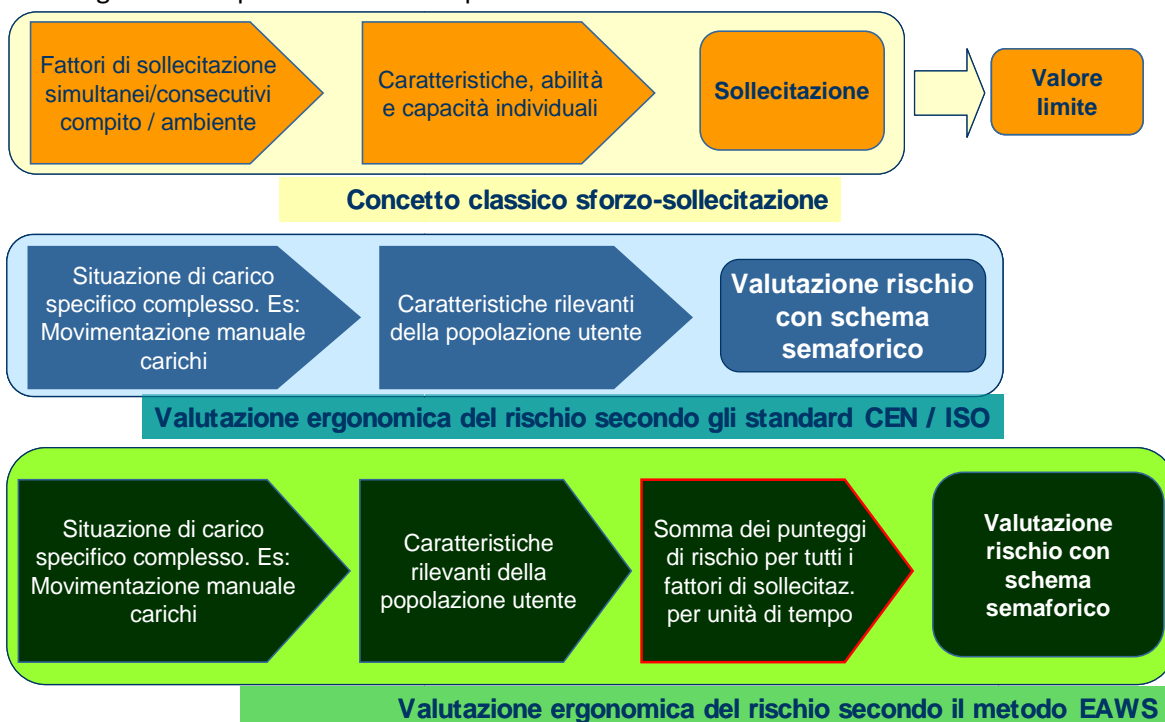 Fattori di sollecitazione
simultanei/consecutivi
compito / ambiente
Caratteristiche, abilità
e capacità individuali
Sollecitazione
Valore
limite
Concetto classico sforzo-sollecitazione
Situazione di carico
specifico complesso. Es:
Movimentazione manuale
carichi
Caratteristiche rilevanti
della popolazione utente
Valutazione rischio
con schema
semaforico
Valutazione ergonomica del rischio secondo gli standard CEN / ISO
Situazione di carico
specifico complesso. Es:
Movimentazione manuale
carichi
Caratteristiche
rilevanti della
popolazione utente
Somma dei punteggi
di rischio per tutti i
fattori di sollecitaz.
per unità di tempo
Valutazione
rischio con
schema
semaforico
Valutazione ergonomica del rischio secondo il metodo EAWS